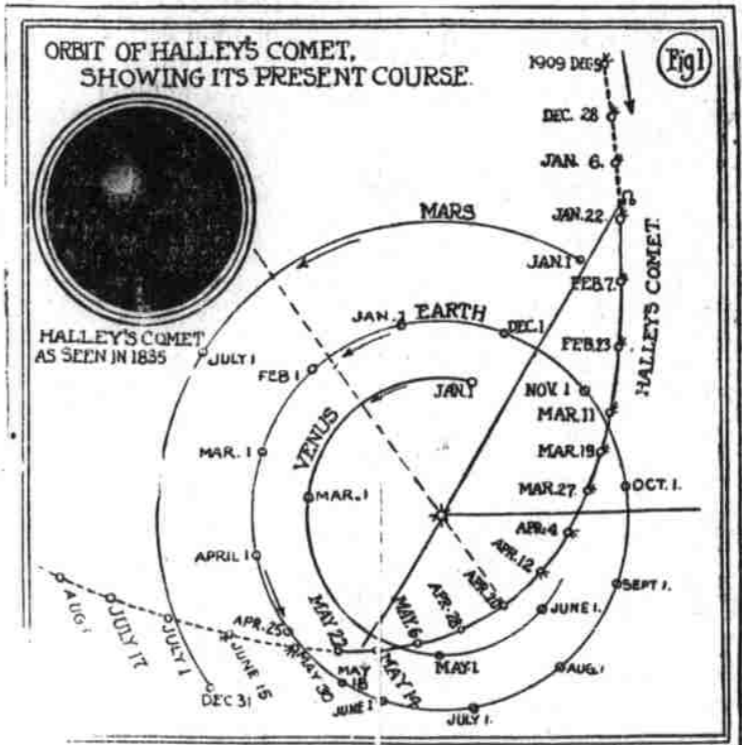 ORBIT OF HALLEY'S COMET,
SHOWING ITS PRESENT COURSE.
Fig 1
1909 DEC. 9
DEC. 28
JAN. 6.
JAN. 22.
FEB. 7.
FEB. 23
MAR. 11
MAR. 19
MAR. 27.
APR. 4
APR. 12
APR. 20
APR. 28
MAY. 6
MAY 14
MAY 22
MAY 30
JUNE 15
JULY 1
JULY 17
AUG. 1
HALLEY'S COMET.
HALLEY'S COMET
AS SEEN IN 1835
MARS
JAN. 1
JULY 1
DEC 31
EARTH
NOV. 1
DEC. 1
JAN. 1
FEB 1
MAR. 1
APRIL 1
APR. 25
MAY
18
JUNE 1
JULY 1.
AUG. 1
SEPT 1.
OCT. 1.
VENUS
JAN. 1
MAR. 1
MAY. 1
JUNE 1.